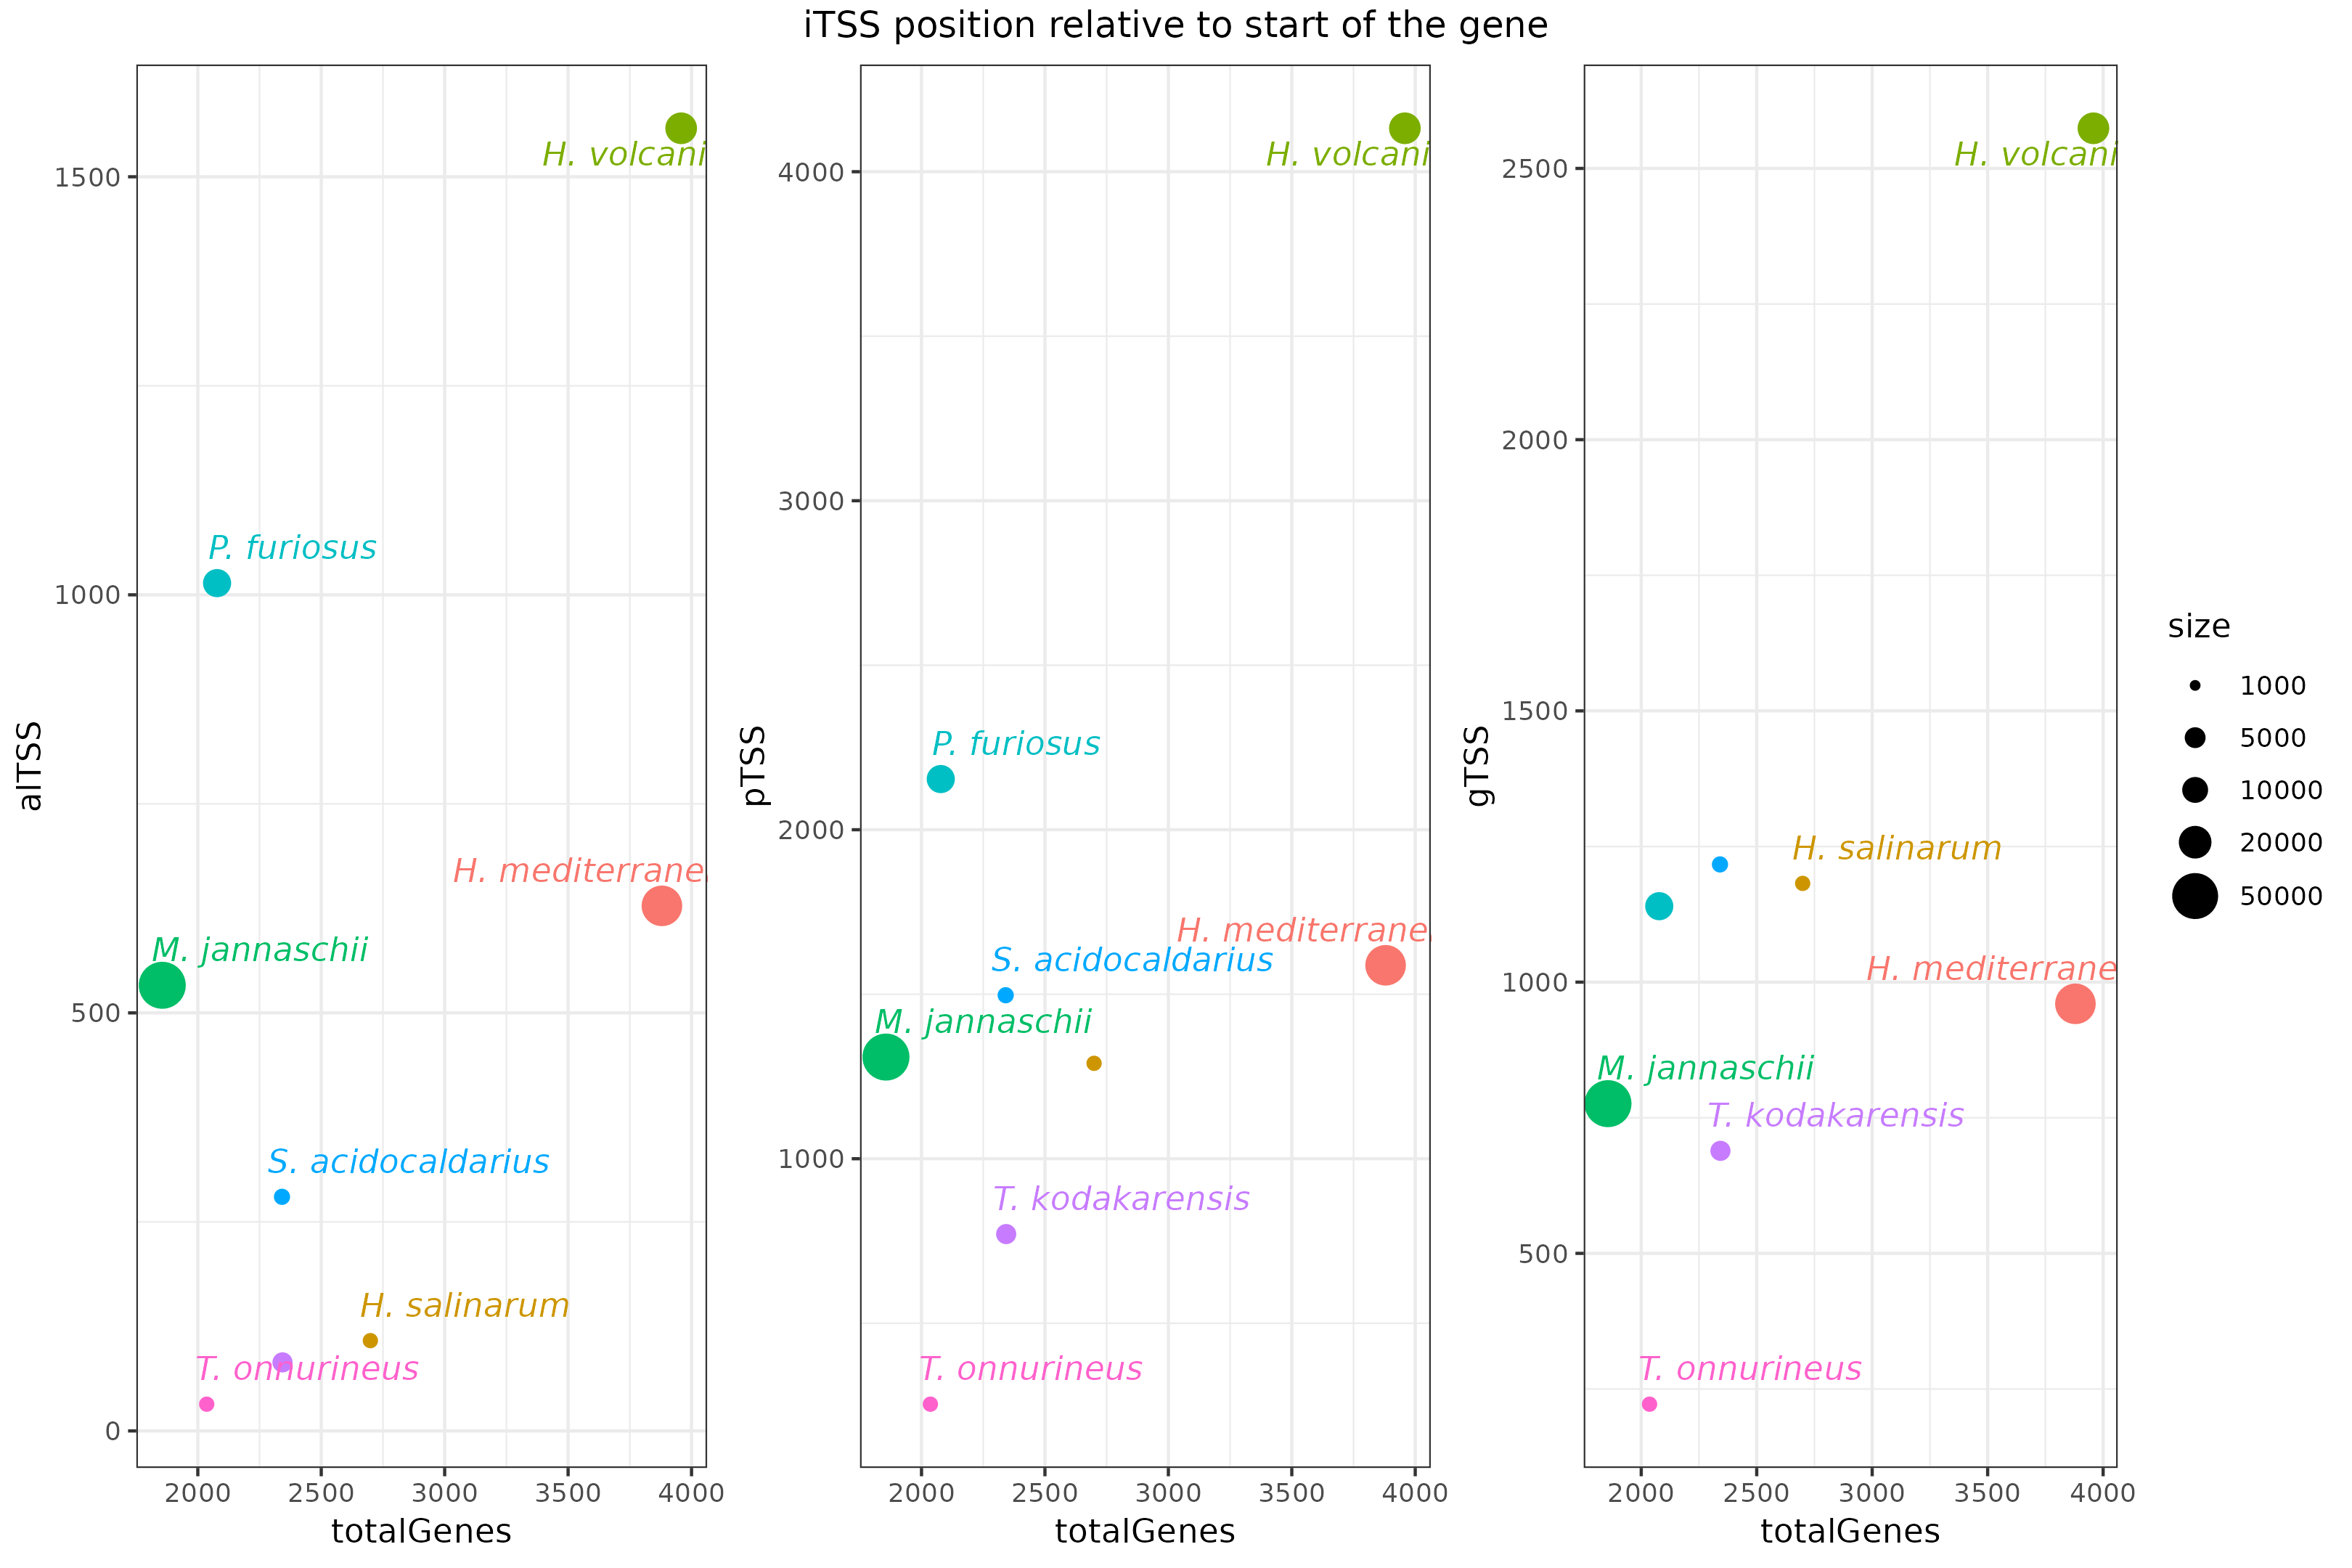 iTSS position relative to start of the gene
aITSS
1500
1000
500
0
H. volcani
P. furiosus
H. mediterrane
M. jannaschii
S. acidocaldarius
H. salinarum
T. onnurineus
2000 2500 3000 3500 4000
totalGenes
pTSS
4000
3000
2000
1000
H. volcani
P. furiosus
H. mediterrane
S. acidocaldarius
M. jannaschii
T. kodakarensis
T. onnurineus
2000 2500 3000 3500 4000
totalGenes
gTSS
2500
2000
1500
1000
500
H. volcani
H. salinarum
H. mediterrane
M. jannaschii
T. kodakarensis
T. onnurineus
2000 2500 3000 3500 4000
totalGenes
size
1000
5000
10000
20000
50000